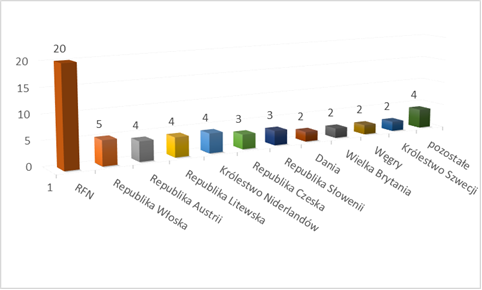 20
15
10
5
0
20
5
4
4
4
3
3
2
2
2
2
4
1
RFN
Republika Włoska
Republika Austrii
Republika Litewska
Królestwo Niderlandów
Republika Czeska
Republika Słowenii
Dania
Wielka Brytania
Węgry
Królestwo Szwecji
pozostałe